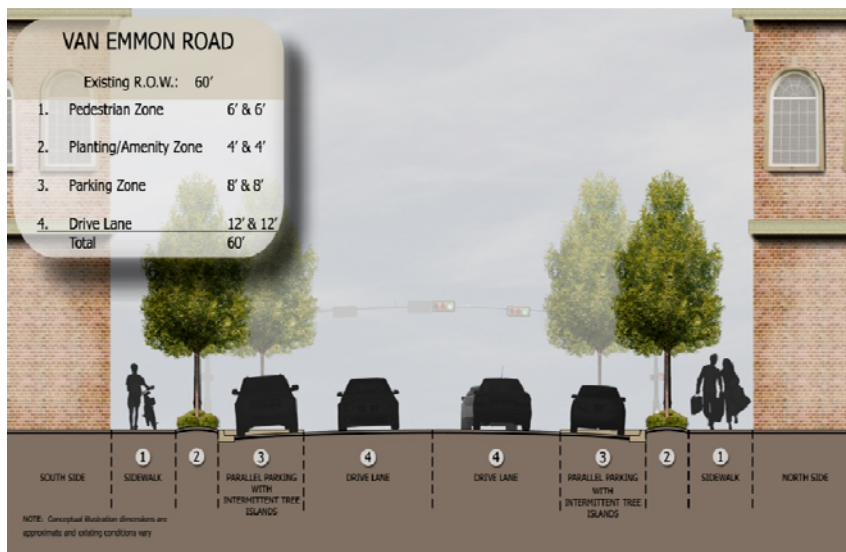 VAN EMMON ROAD
Existing R.O.W.: 60'
1. Pedestrian Zone 6' & 6'
2. Planting/Amenity Zone 4' & 4'
3. Parking Zone 8' & 8'
4. Drive Lane 12' & 12'
Total 60'
1 2 3 4 4 3 2 1
SOUTH SIDE
SIDEWALK
PARALLEL PARKING
WITH
INTERMITTENT TREE
ISLANDS
DRIVE LANE
DRIVE LANE
PARALLEL PARKING
WITH
INTERMITTENT TREE
ISLANDS
SIDEWALK
NORTH SIDE
NOTE: Conceptual illustration dimensions are
approximate and existing conditions vary